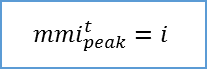 mmi^t_peak = i